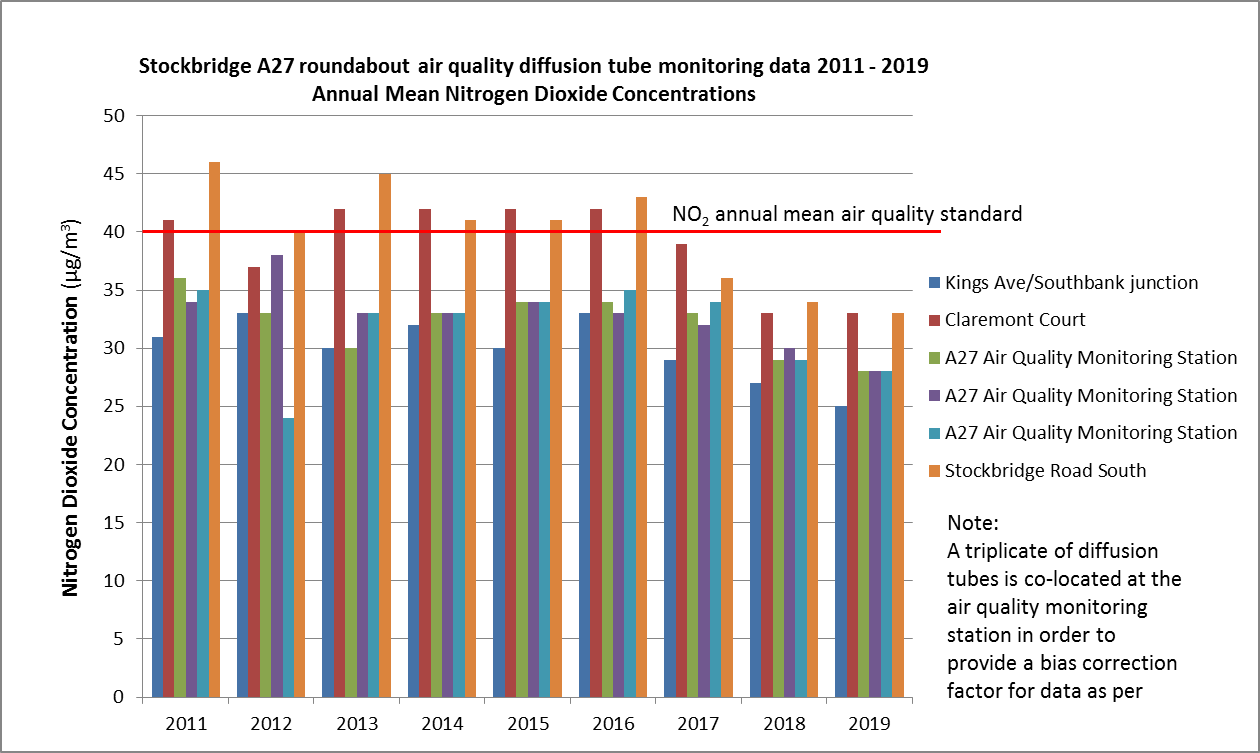 Stockbridge A27 roundabout air quality diffusion tube monitoring data 2011 - 2019
Annual Mean Nitrogen Dioxide Concentrations
Nitrogen Dioxide Concentration (µg/m³)
50
45
40
35
30
25
20
15
10
5
0
2011 2012 2013 2014 2015 2016 2017 2018 2019
NO₂ annual mean air quality standard
Kings Ave/Southbank junction
Claremont Court
A27 Air Quality Monitoring Station
A27 Air Quality Monitoring Station
A27 Air Quality Monitoring Station
Stockbridge Road South
Note:
A triplicate of diffusion
tubes is co-located at the
air quality monitoring
station in order to
provide a bias correction
factor for data as per